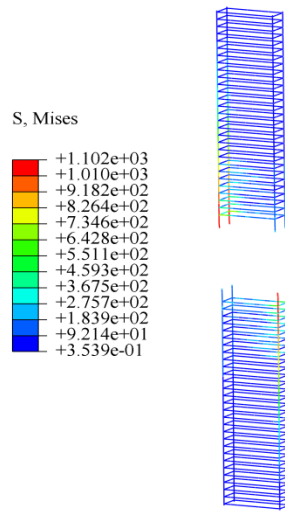 S, Mises
+1.102e+03
+1.010e+03
+9.182e+02
+8.264e+02
+7.346e+02
+6.428e+02
+5.511e+02
+4.593e+02
+3.675e+02
+2.757e+02
+1.839e+02
+9.214e+01
+3.539e-01